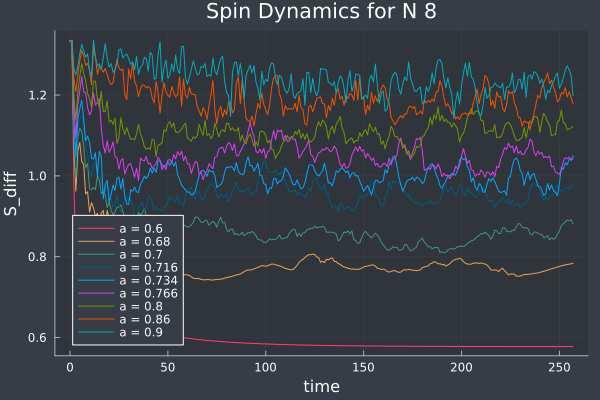 Spin Dynamics for N 8
S_diff
1.2
1.0
0.8
0.6
a = 0.6
a = 0.68
a = 0.7
a = 0.716
a = 0.734
a = 0.766
a = 0.8
a = 0.86
a = 0.9
0 50 100 150 200 250
time